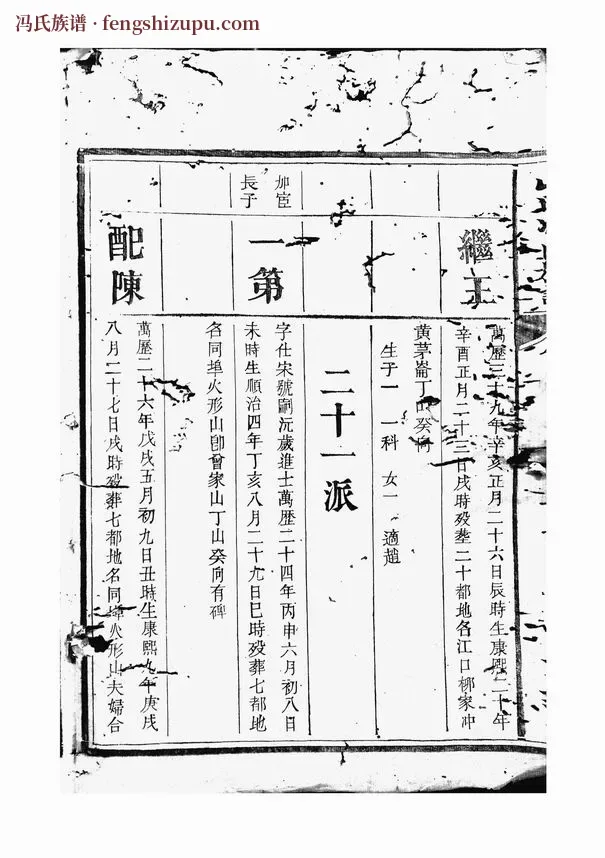 冯氏族谱 · fengshizupu.com
繼王
萬歷三十九年辛亥正月二十六日辰時生康熙二十年
辛酉正月二十三日戌時殁葬二十都地名江口柳家冲
黄茅崙丁山癸向
生子一 一科 女一 適趙
二十一派
加宦
長子
一第
字仕宋號嗣沅歲進士萬歷二十四年丙申六月初八日
未時生順治四年丁亥八月二十九日巳時殁葬七都地
名同埠火形山卽曾家山丁山癸向有碑
配陳
萬歷二十六年戊戌五月初九日丑時生康熙九年庚戌
八月二十七日戌時殁葬七都地名同埠火形山夫婦合